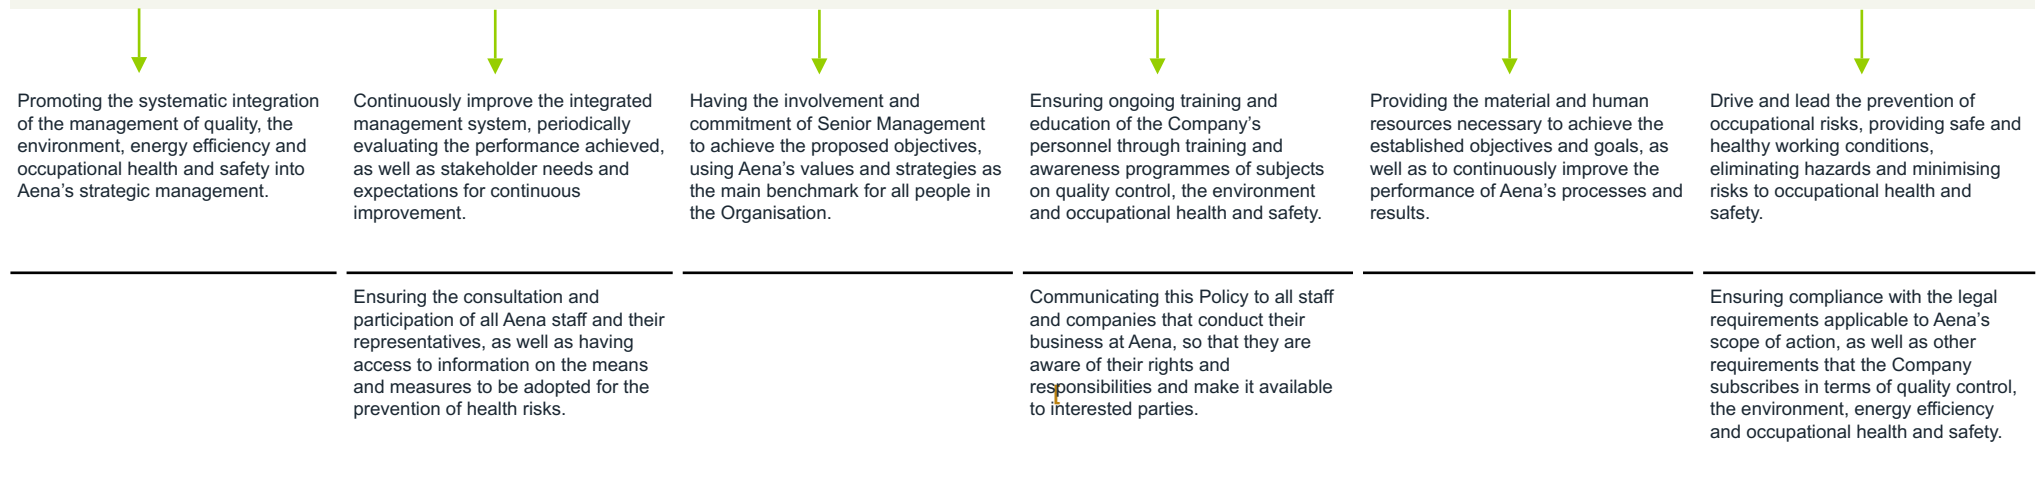 Promoting the systematic integration
of the management of quality, the
environment, energy efficiency and
occupational health and safety into
Aena’s strategic management.
Continuously improve the integrated
management system, periodically
evaluating the performance achieved,
as well as stakeholder needs and
expectations for continuous
improvement.
Having the involvement and
commitment of Senior Management
to achieve the proposed objectives,
using Aena’s values and strategies as
the main benchmark for all people in
the Organisation.
Ensuring ongoing training and
education of the Company’s
personnel through training and
awareness programmes of subjects
on quality control, the environment
and occupational health and safety.
Providing the material and human
resources necessary to achieve the
established objectives and goals, as
well as to continuously improve the
performance of Aena’s processes and
results.
Drive and lead the prevention of
occupational risks, providing safe and
healthy working conditions,
eliminating hazards and minimising
risks to occupational health and
safety.
Ensuring the consultation and
participation of all Aena staff and their
representatives, as well as having
access to information on the means
and measures to be adopted for the
prevention of health risks.
Communicating this Policy to all staff
and companies that conduct their
business at Aena, so that they are
aware of their rights and
responsibilities and make it available
to interested parties.
Ensuring compliance with the legal
requirements applicable to Aena’s
scope of action, as well as other
requirements that the Company
subscribes in terms of quality control,
the environment, energy efficiency
and occupational health and safety.